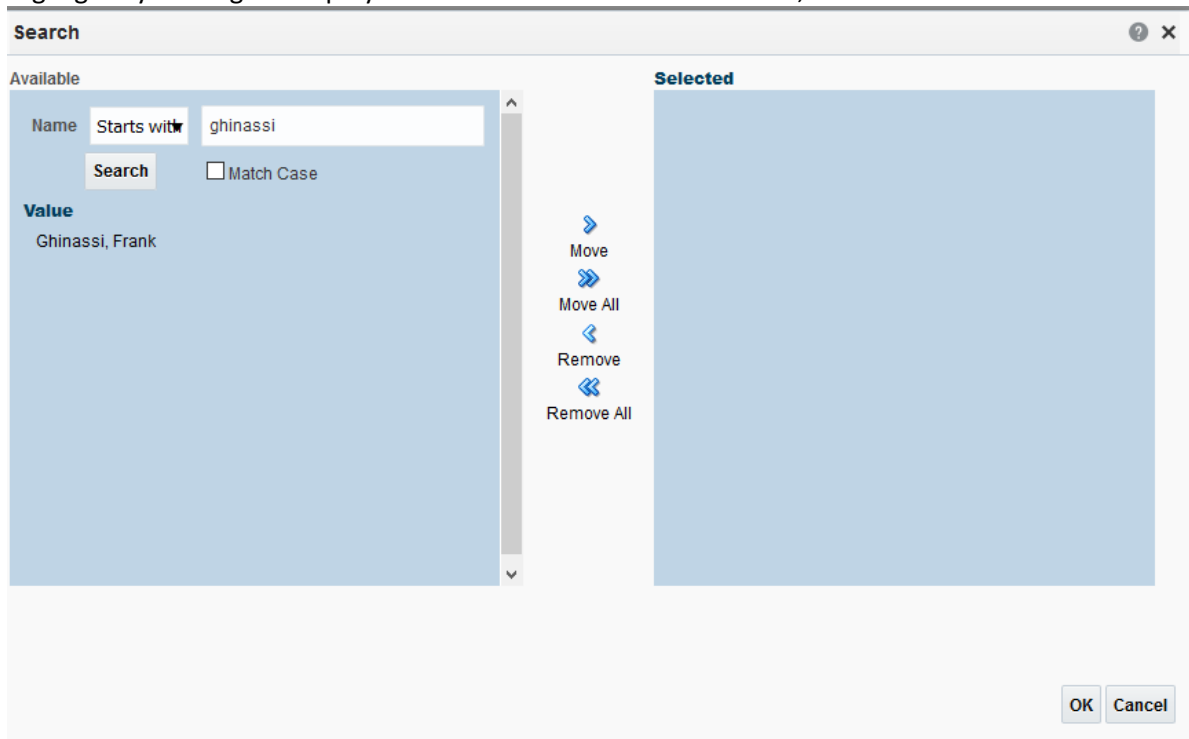 Search
Available
Selected
Name Starts with ghinassi
Search Match Case
Value
Ghinassi, Frank
Move
Move All
Remove
Remove All
OK Cancel